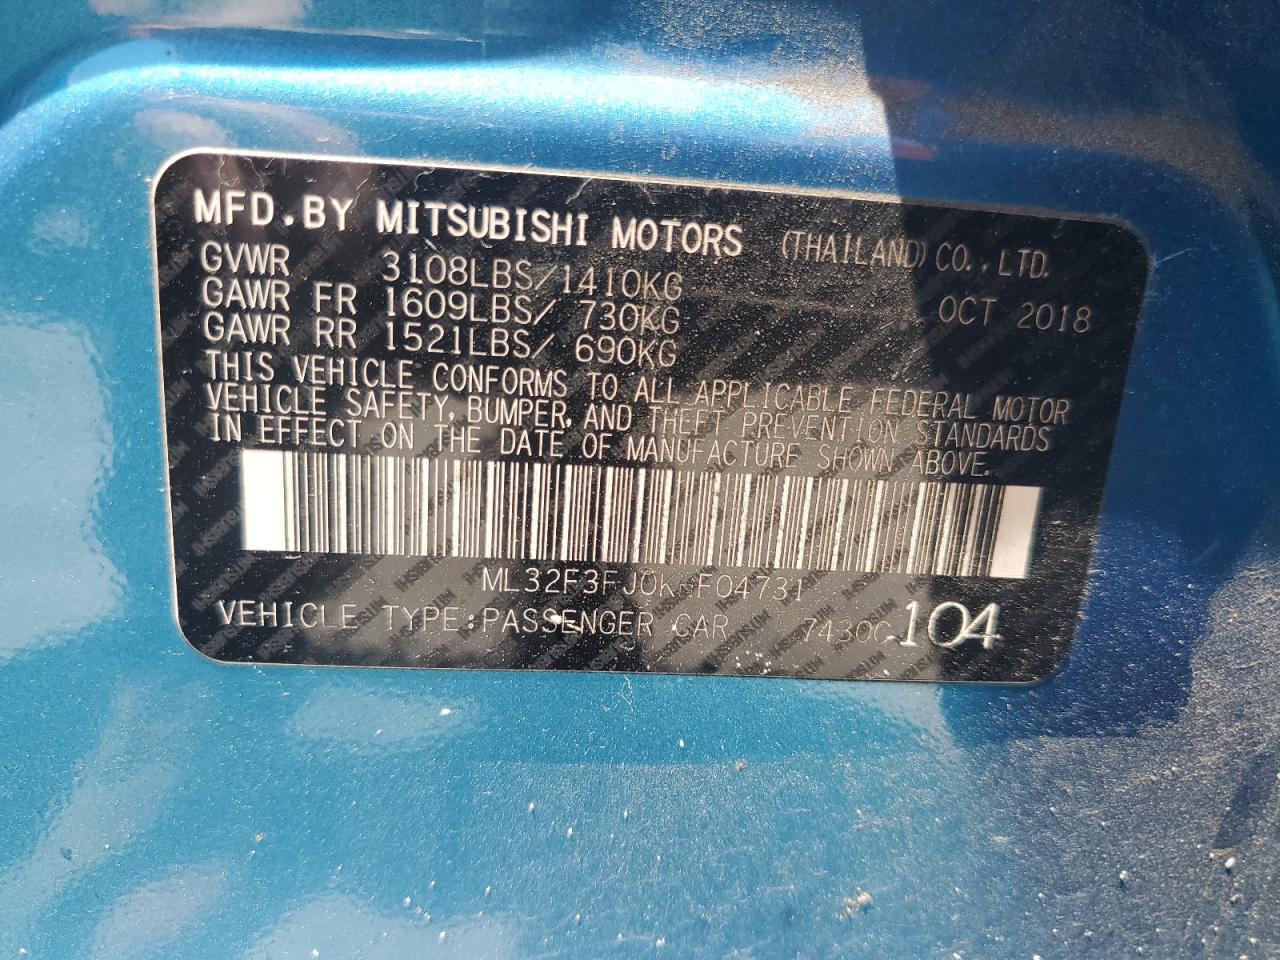 MFD.BY MITSUBISHI MOTORS (THAILAND) CO.,LTD.
GVWR 3108LBS/1410KG OCT 2018
GAWR FR 1609LBS/ 730KG
GAWR RR 1521LBS/ 690KG
THIS VEHICLE CONFORMS TO ALL APPLICABLE FEDERAL MOTOR
VEHICLE SAFETY, BUMPER, AND THEFT PREVENTION STANDARDS
IN EFFECT ON THE DATE OF MANUFACTURE SHOWN ABOVE.
VEHICLE TYPE:PASSENGER CAR 104